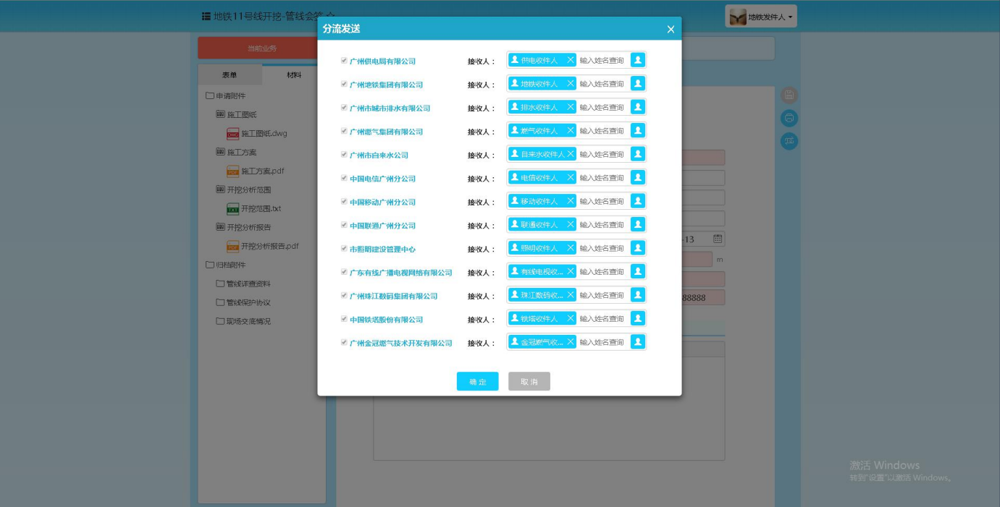 地铁11号线开挖-管线会签
地铁发件人
分流发送
当前业务
表单 材料
申请附件
施工图纸
施工图纸.dwg
施工方案
施工方案.pdf
开挖分析范围
开挖范围.txt
开挖分析报告
开挖分析报告.pdf
归档附件
管线详查资料
管线保护协议
现场交底情况
广州供电局有限公司 接收人： 供电收件人 输入姓名查询
广州地铁集团有限公司 接收人： 地铁收件人 输入姓名查询
广州市城市排水有限公司 接收人： 排水收件人 输入姓名查询
广州燃气集团有限公司 接收人： 燃气收件人 输入姓名查询
广州市自来水公司 接收人： 自来水收件人 输入姓名查询
中国电信广州分公司 接收人： 电信收件人 输入姓名查询
中国移动广州分公司 接收人： 移动收件人 输入姓名查询
中国联通广州分公司 接收人： 联通收件人 输入姓名查询
市照明建设管理中心 接收人： 照明收件人 输入姓名查询
广东有线广播电视网络有限公司 接收人： 有线电视收... 输入姓名查询
广州珠江数码集团有限公司 接收人： 珠江数码收... 输入姓名查询
中国铁塔股份有限公司 接收人： 铁塔收件人 输入姓名查询
广州金冠燃气技术开发有限公司 接收人： 金冠燃气收... 输入姓名查询
确定 取消
-13
m
88888
激活 Windows
转到"设置"以激活 Windows。